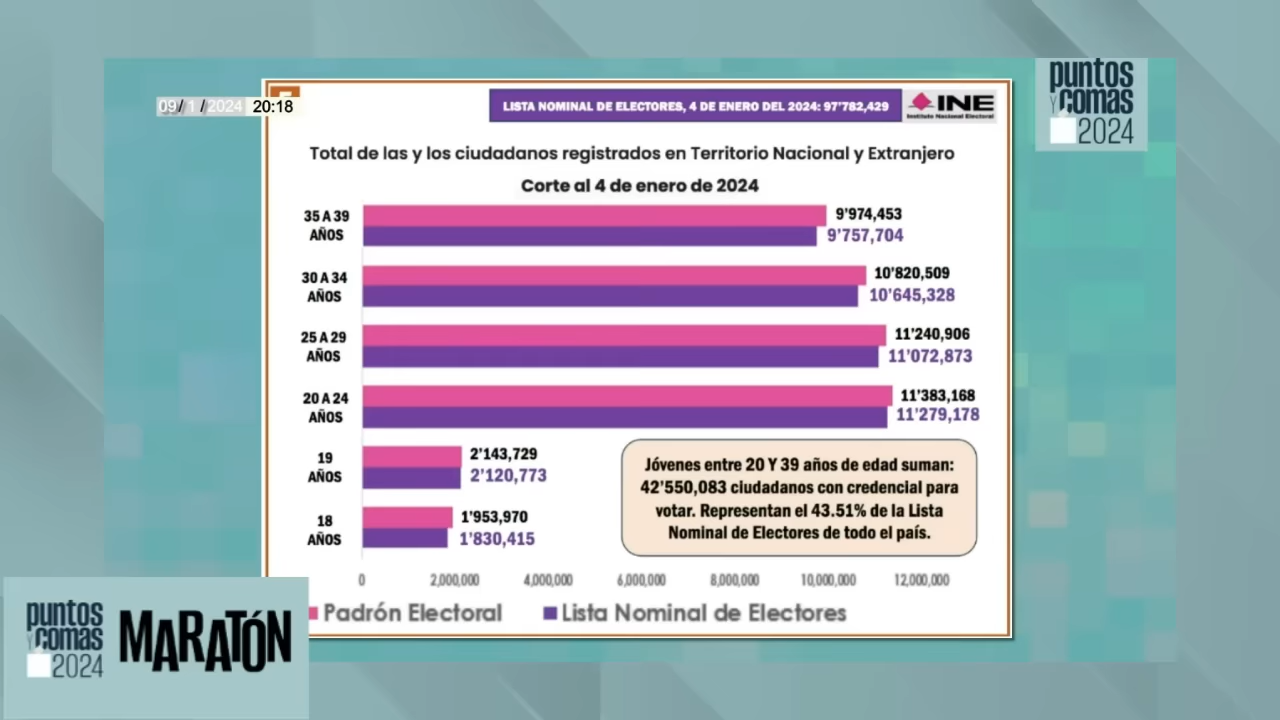 09/ 1 /2024 20:18
LISTA NOMINAL DE ELECTORES, 4 DE ENERO DEL 2024: 97'782,429
INE
Instituto Nacional Electoral
puntos
Y comas
2024
Total de las y los ciudadanos registrados en Territorio Nacional y Extranjero
Corte al 4 de enero de 2024
35 A 39
AÑOS
9'974,453
9'757,704
30 A 34
AÑOS
10'820,509
10'645,328
25 A 29
AÑOS
11'240,906
11'072,873
20 A 24
AÑOS
11'383,168
11'279,178
19
AÑOS
2'143,729
2'120,773
18
AÑOS
1'953,970
1'830,415
Jóvenes entre 20 Y 39 años de edad suman:
42'550,083 ciudadanos con credencial para
votar. Representan el 43.51% de la Lista
Nominal de Electores de todo el país.
0 2,000,000 4,000,000 6,000,000 8,000,000 10,000,000 12,000,000
Padrón Electoral Lista Nominal de Electores
puntos
Y comas
2024
MARATÓN